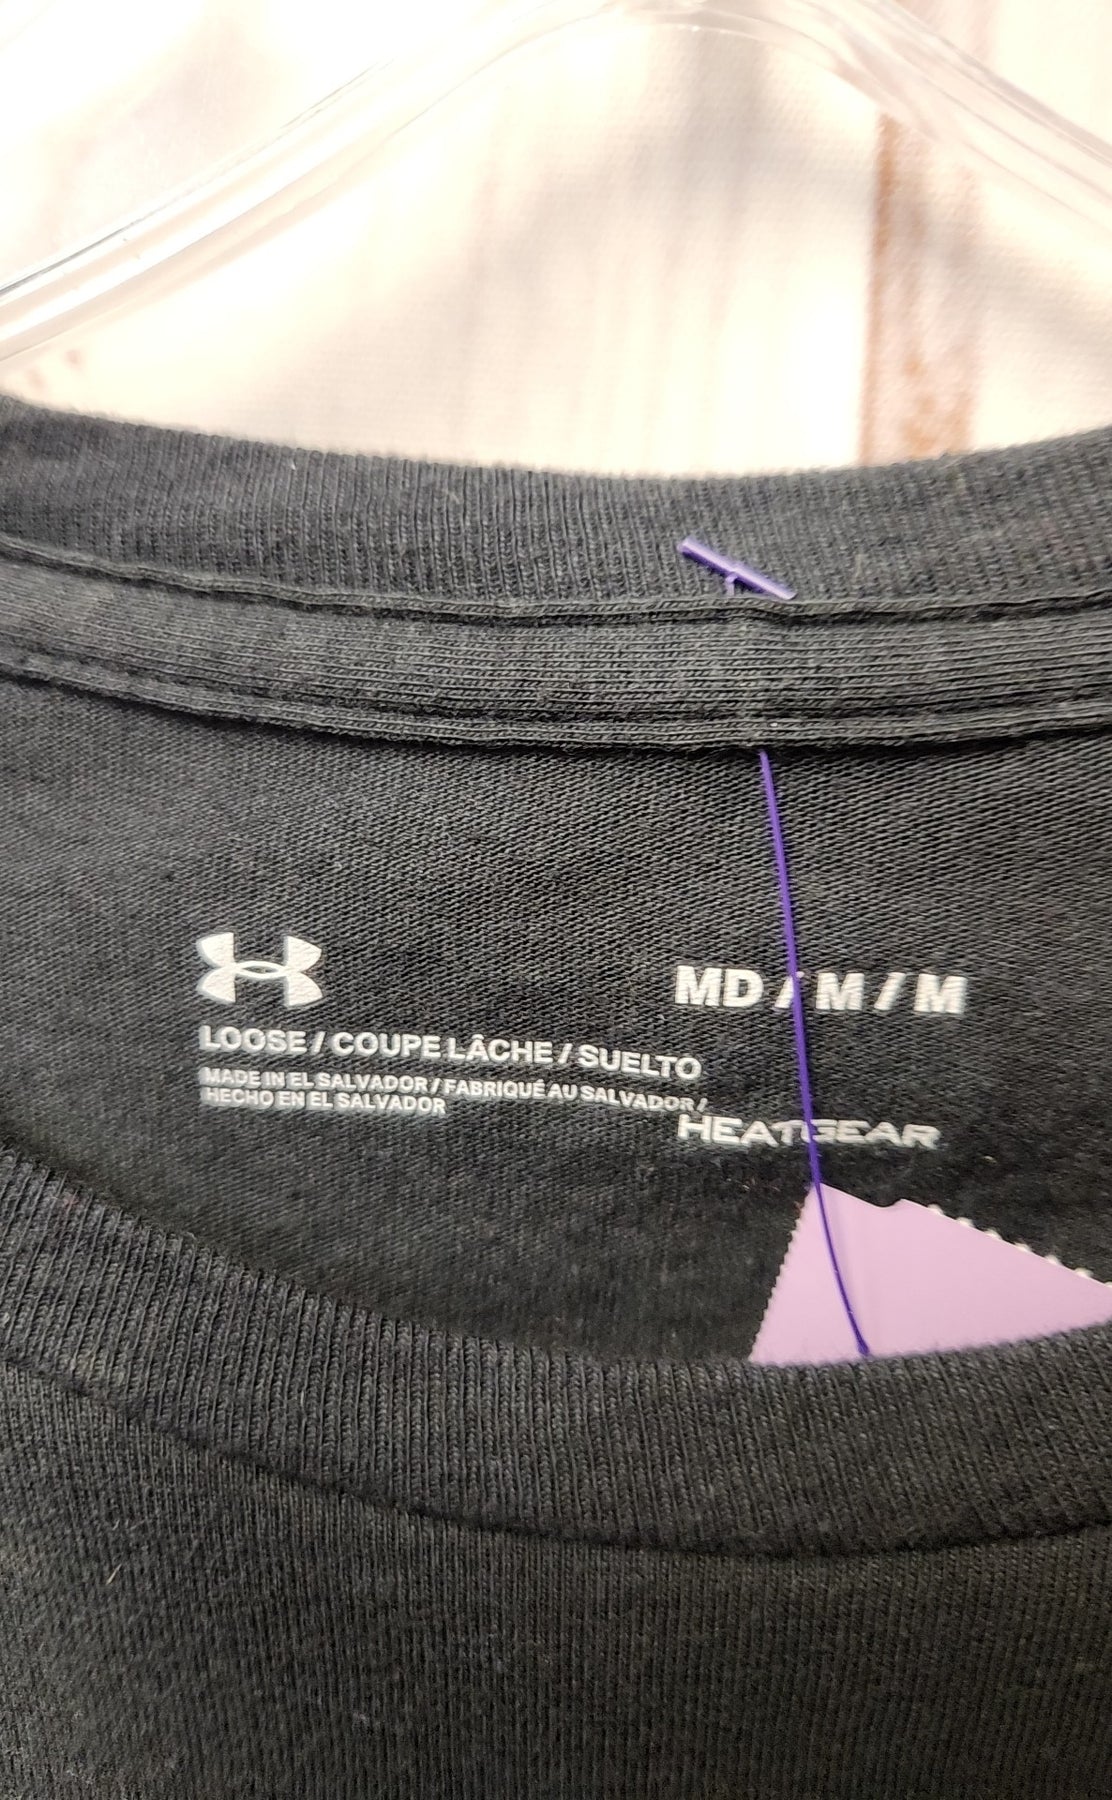 MD / M / M
LOOSE / COUPE LÂCHE / SUELTO
MADE IN EL SALVADOR / FABRIQUÉ AU SALVADOR /
HECHO EN EL SALVADOR
HEATGEAR